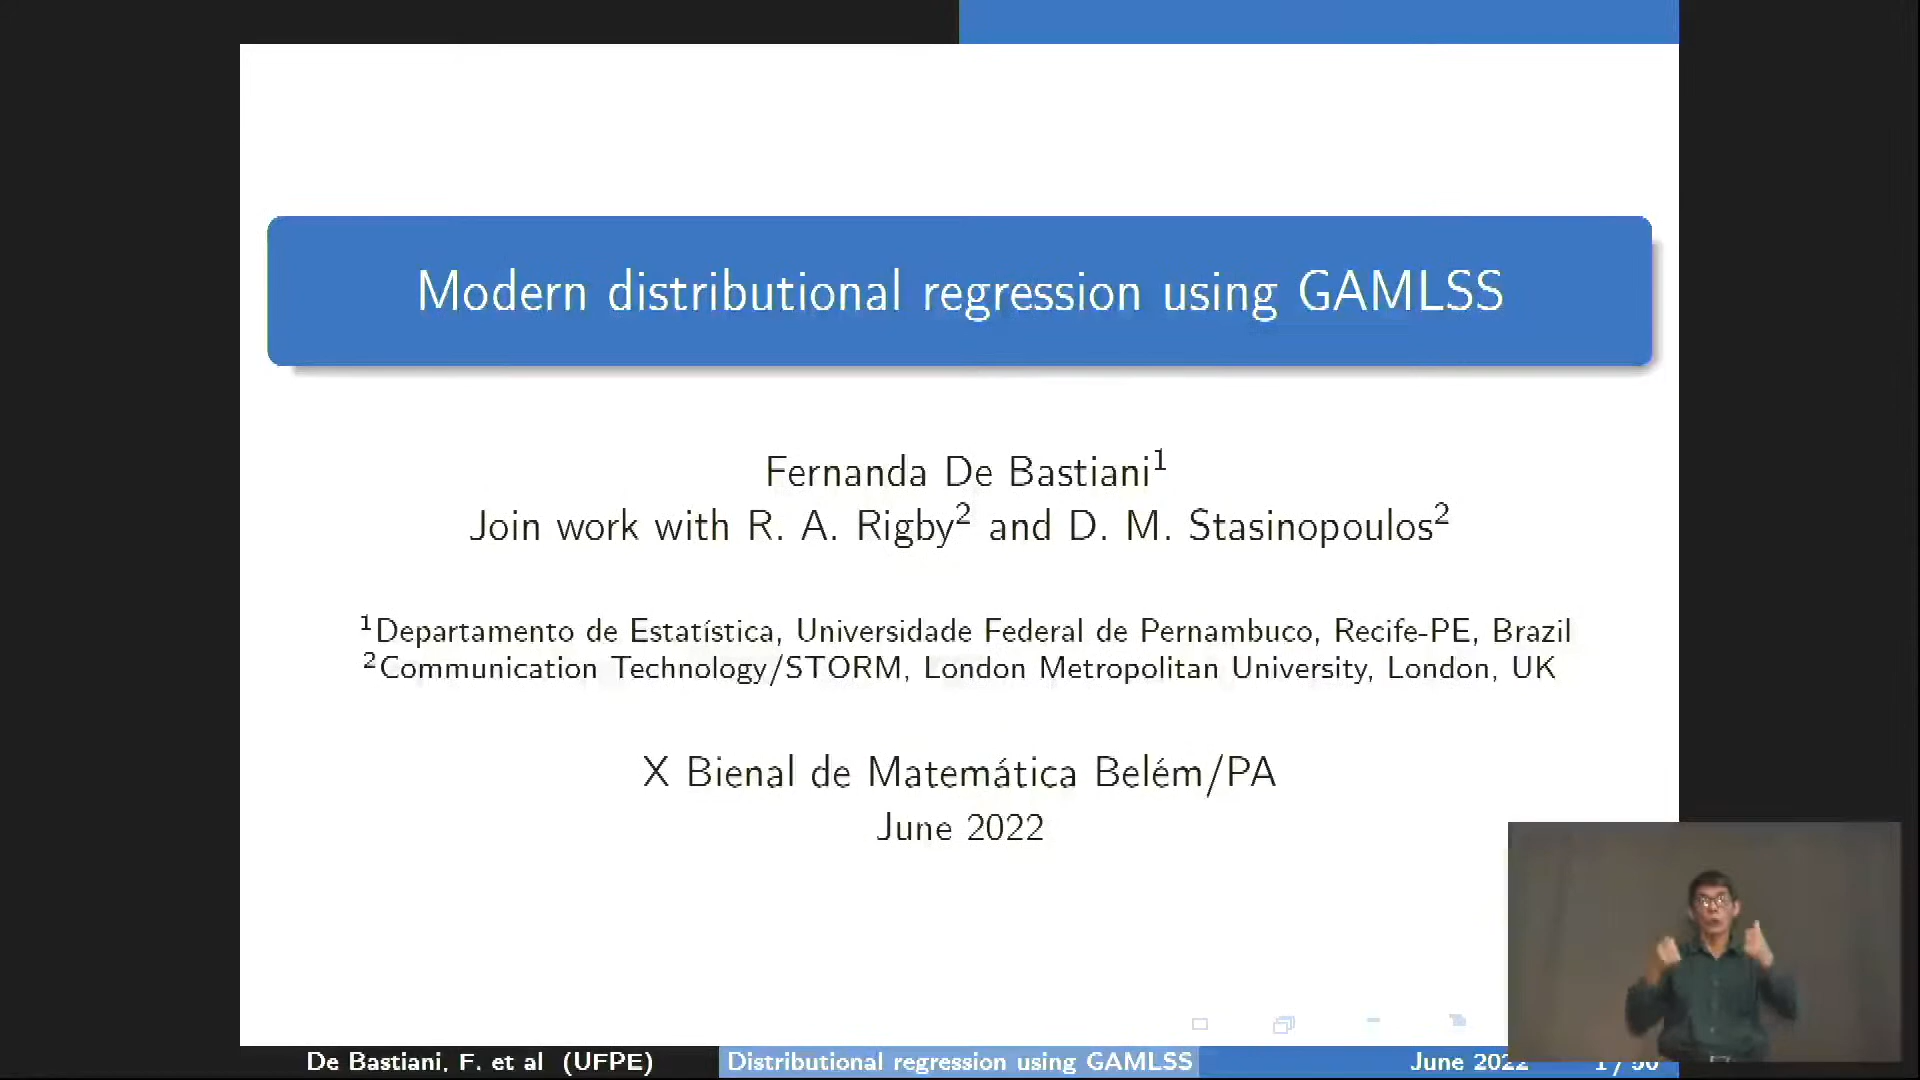 Modern distributional regression using GAMLSS
Fernanda De Bastiani¹
Join work with R. A. Rigby² and D. M. Stasinopoulos²
¹Departamento de Estatística, Universidade Federal de Pernambuco, Recife-PE, Brazil
²Communication Technology/STORM, London Metropolitan University, London, UK
X Bienal de Matemática Belém/PA
June 2022
De Bastiani, F. et al (UFPE) Distributional regression using GAMLSS June 2022